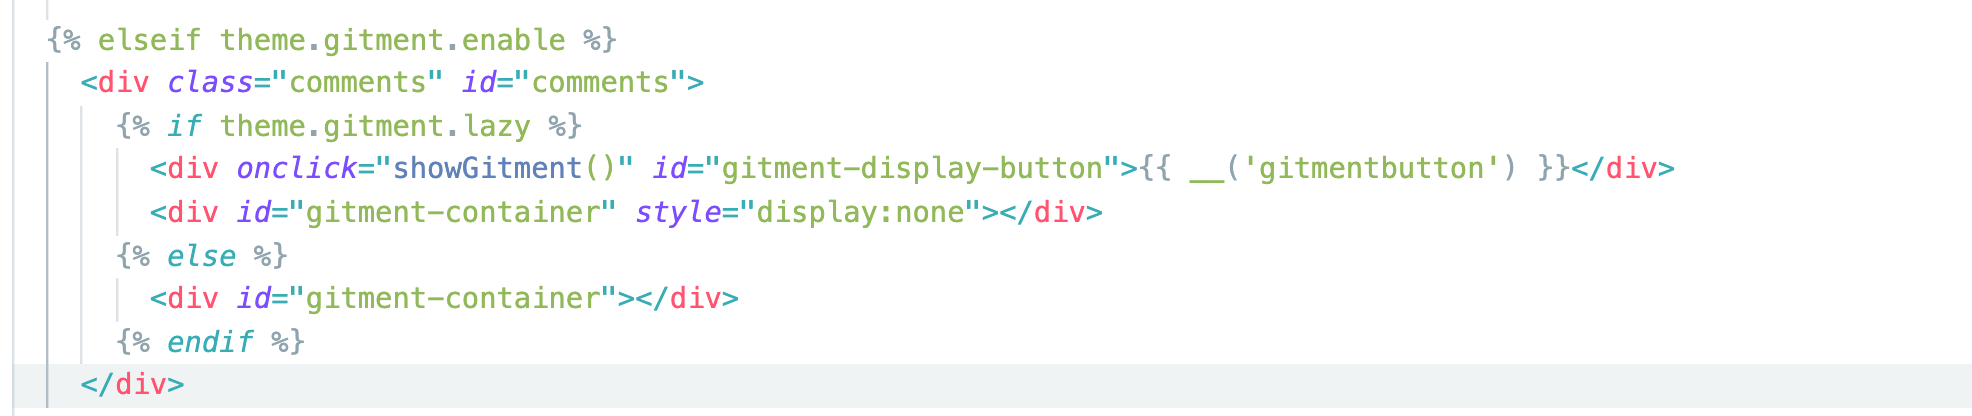 {% elseif theme.gitment.enable %}
<div class="comments" id="comments">
{% if theme.gitment.lazy %}
<div onclick="showGitment()" id="gitment-display-button">{{ __('gitmentbutton') }}</div>
<div id="gitment-container" style="display:none"></div>
{% else %}
<div id="gitment-container"></div>
{% endif %}
</div>